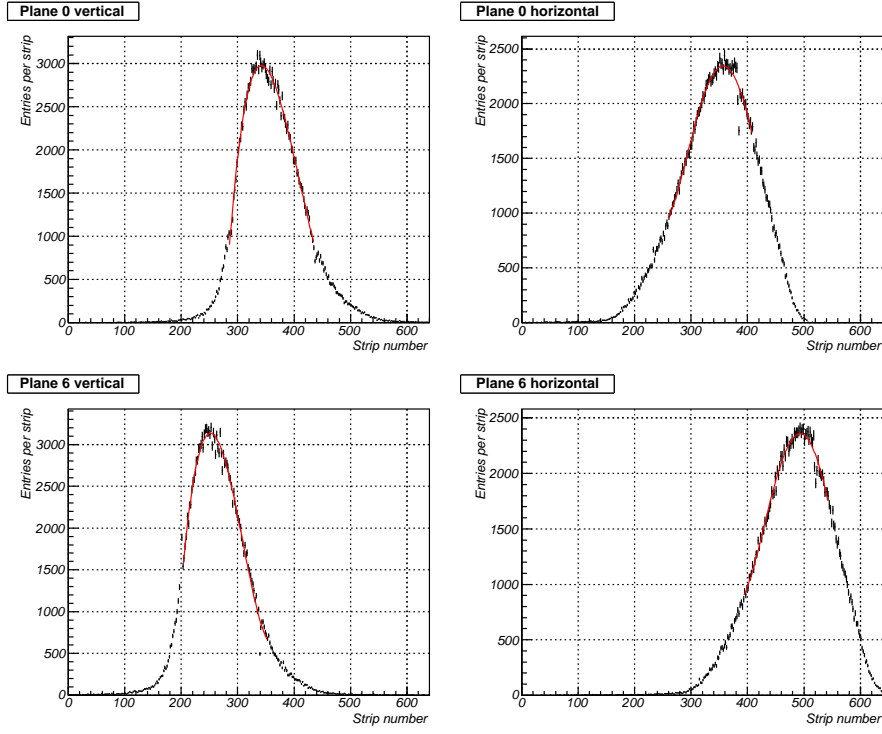 Plane 0 vertical
Entries per strip
3000
2500
2000
1500
1000
500
0
0 100 200 300 400 500 600
Strip number
Plane 0 horizontal
Entries per strip
2500
2000
1500
1000
500
0
0 100 200 300 400 500 600
Strip number
Plane 6 vertical
Entries per strip
3000
2500
2000
1500
1000
500
0
0 100 200 300 400 500 600
Strip number
Plane 6 horizontal
Entries per strip
2500
2000
1500
1000
500
0
0 100 200 300 400 500 600
Strip number